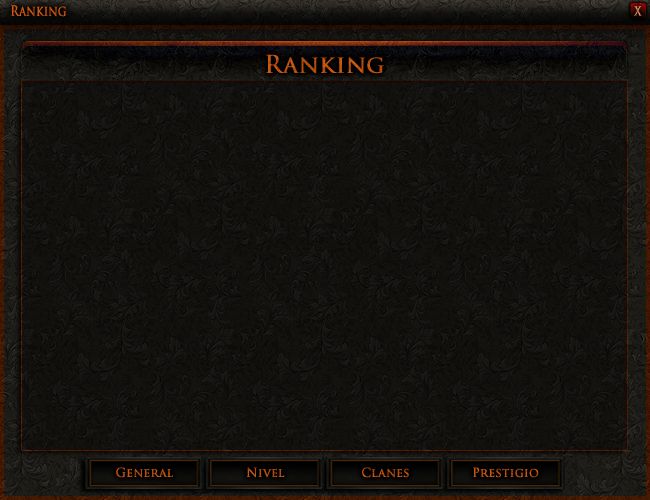 Ranking
X
Ranking
General
Nivel
Clanes
Prestigio